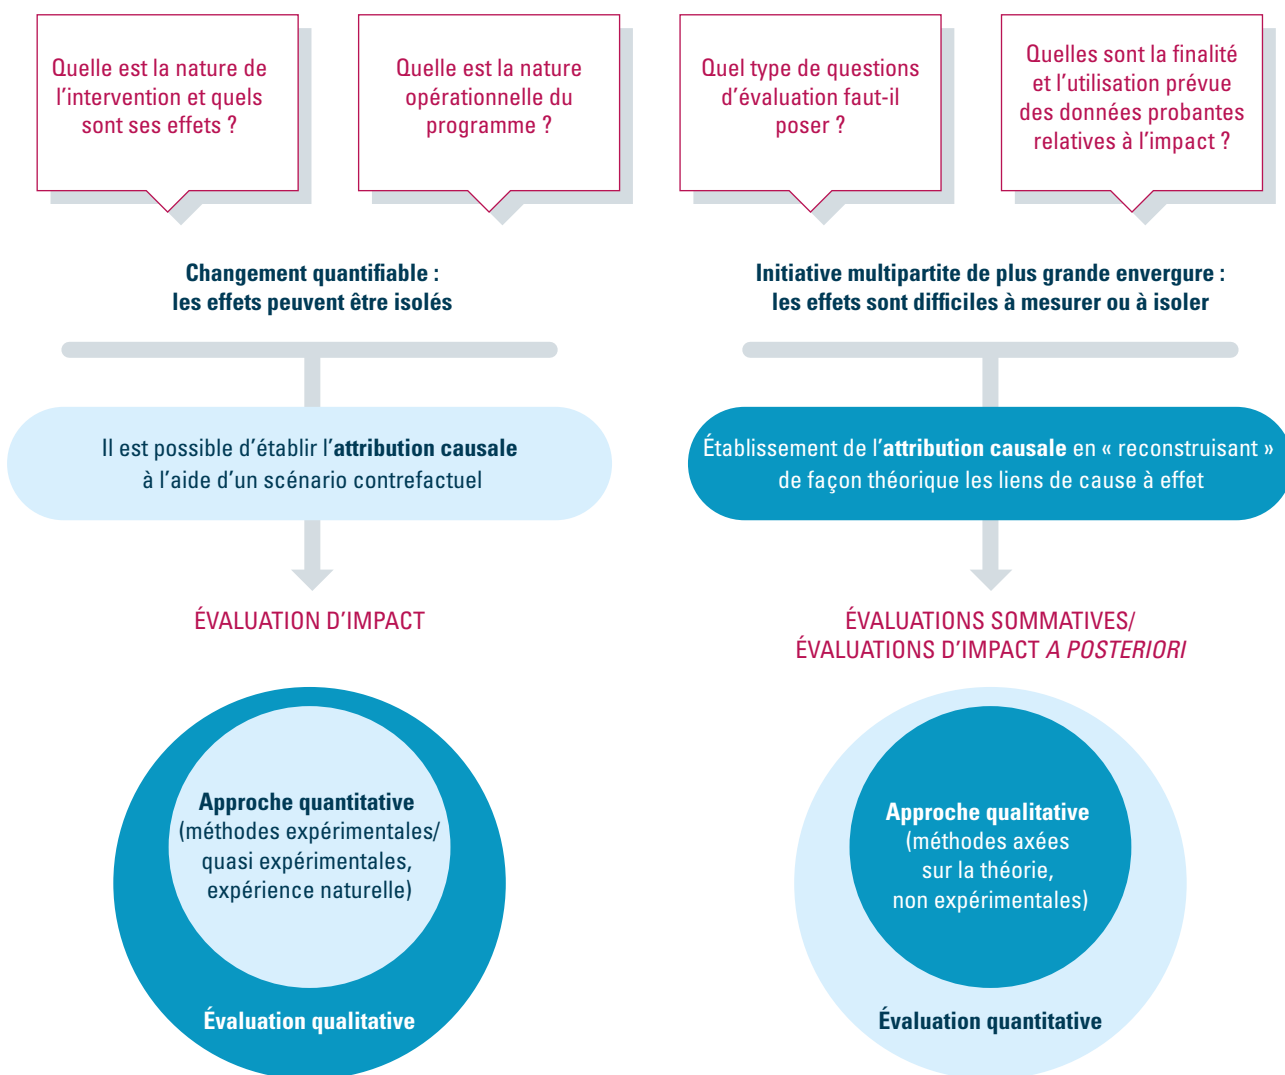 Quelle est la nature de
l’intervention et quels
sont ses effets ?
Quelle est la nature
opérationnelle du
programme ?
Quel type de questions
d’évaluation faut-il
poser ?
Quelles sont la finalité
et l’utilisation prévue
des données probantes
relatives à l’impact ?
Changement quantifiable :
les effets peuvent être isolés
Il est possible d’établir l’attribution causale
à l’aide d’un scénario contrefactuel
ÉVALUATION D’IMPACT
Approche quantitative
(méthodes expérimentales/
quasi expérimentales,
expérience naturelle)
Évaluation qualitative
Initiative multipartite de plus grande envergure :
les effets sont difficiles à mesurer ou à isoler
Établissement de l’attribution causale en « reconstruisant »
de façon théorique les liens de cause à effet
ÉVALUATIONS SOMMATIVES/
ÉVALUATIONS D’IMPACT A POSTERIORI
Approche qualitative
(méthodes axées
sur la théorie,
non expérimentales)
Évaluation quantitative